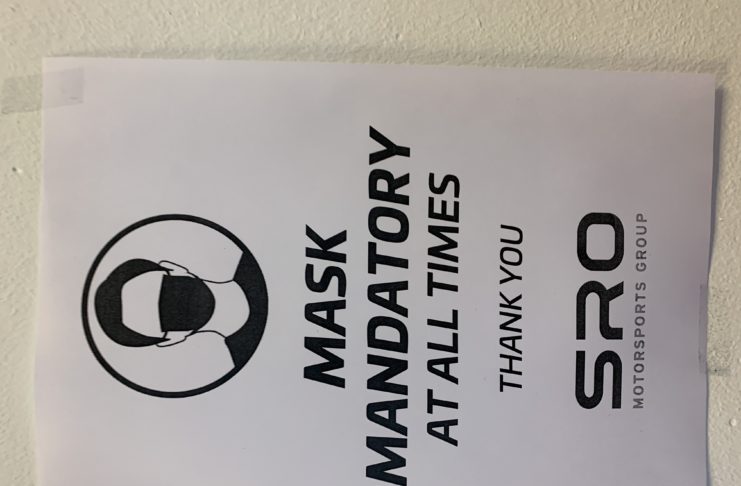 MASK
MANDATORY
AT ALL TIMES
THANK YOU
SRO
MOTORSPORTS GROUP